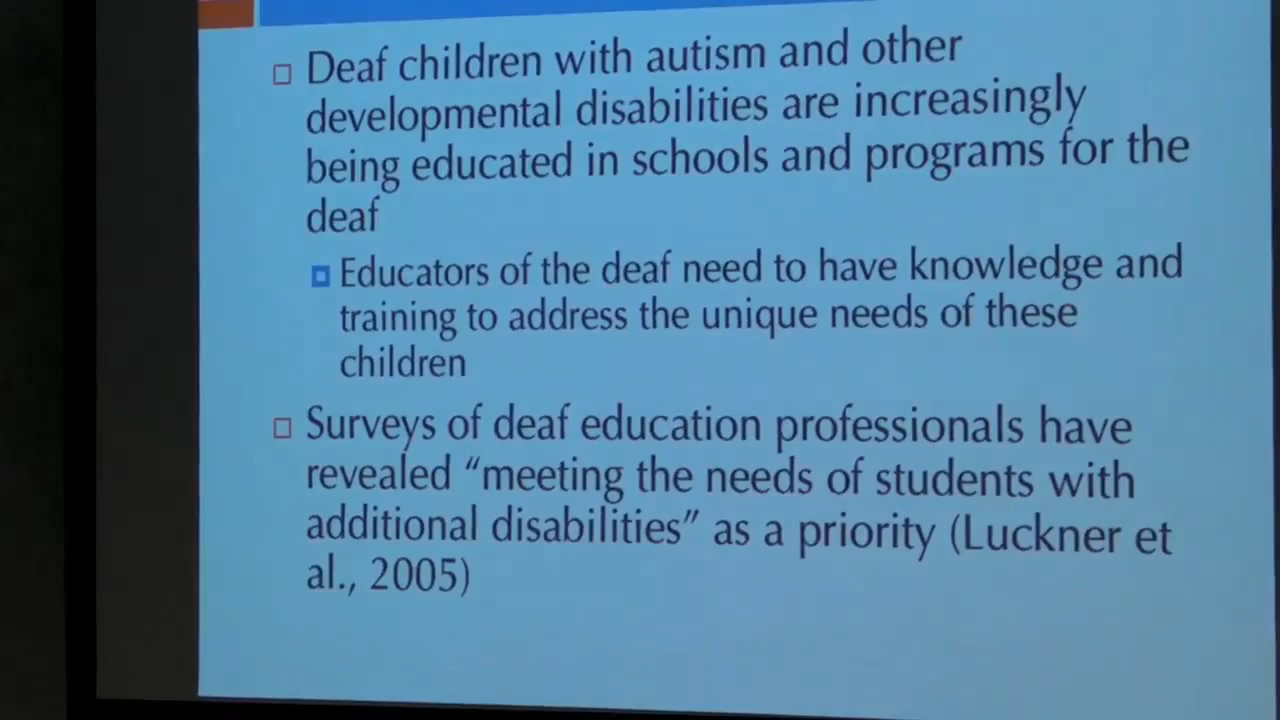 Deaf children with autism and other
developmental disabilities are increasingly
being educated in schools and programs for the
deaf
Educators of the deaf need to have knowledge and
training to address the unique needs of these
children
Surveys of deaf education professionals have
revealed “meeting the needs of students with
additional disabilities” as a priority (Luckner et
al., 2005)